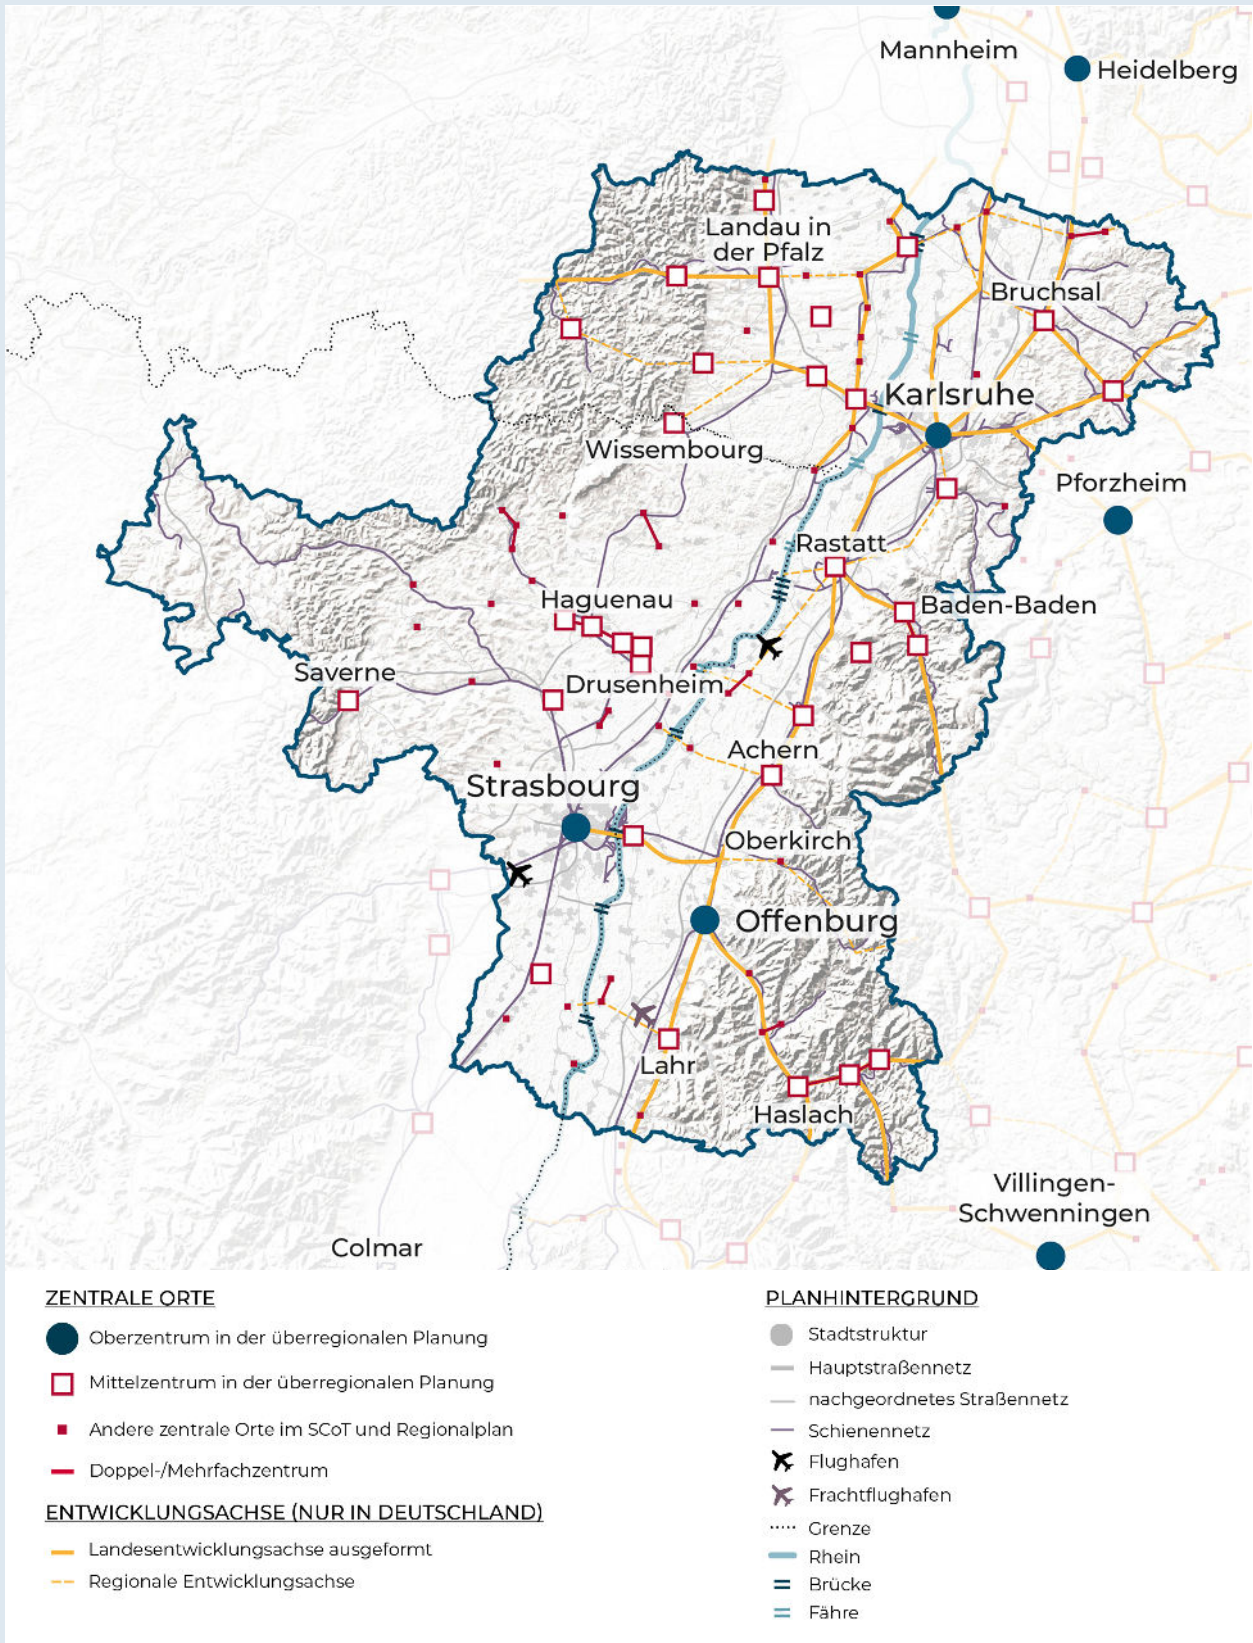 Mannheim
Heidelberg
Landau in
der Pfalz
Bruchsal
Karlsruhe
Wissembourg
Pforzheim
Rastatt
Haguenau
Baden-Baden
Saverne
Drusenheim
Achern
Strasbourg
Oberkirch
Offenburg
Lahr
Haslach
Villingen-
Schwenningen
Colmar
ZENTRALE ORTE
Oberzentrum in der überregionalen Planung
Mittelzentrum in der überregionalen Planung
Andere zentrale Orte im SCoT und Regionalplan
Doppel-/Mehrfachzentrum
ENTWICKLUNGSACHSE (NUR IN DEUTSCHLAND)
Landesentwicklungsachse ausgeformt
Regionale Entwicklungsachse
PLANHINTERGRUND
Stadtstruktur
Hauptstraßennetz
nachgeordnetes Straßennetz
Schienennetz
Flughafen
Frachtflughafen
Grenze
Rhein
Brücke
Fähre